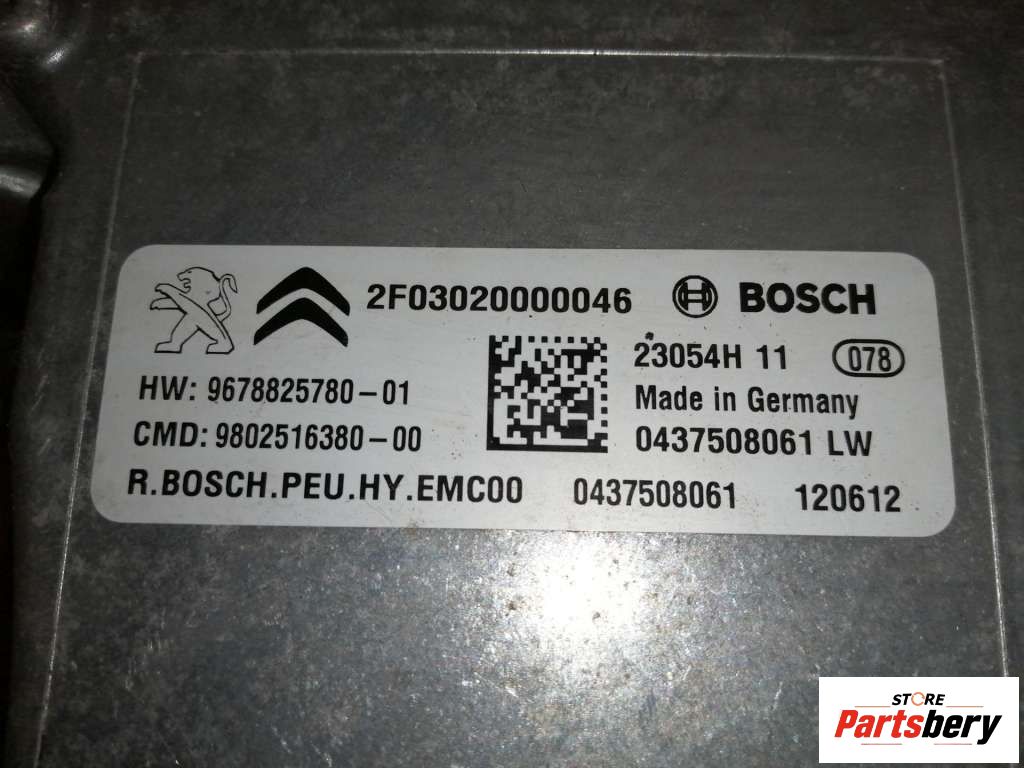 2F03020000046 BOSCH
23054H 11 078
HW: 9678825780-01 Made in Germany
CMD: 9802516380-00 0437508061 LW
R.BOSCH.PEU.HY.EMC00 0437508061 120612
STORE
Partsbery